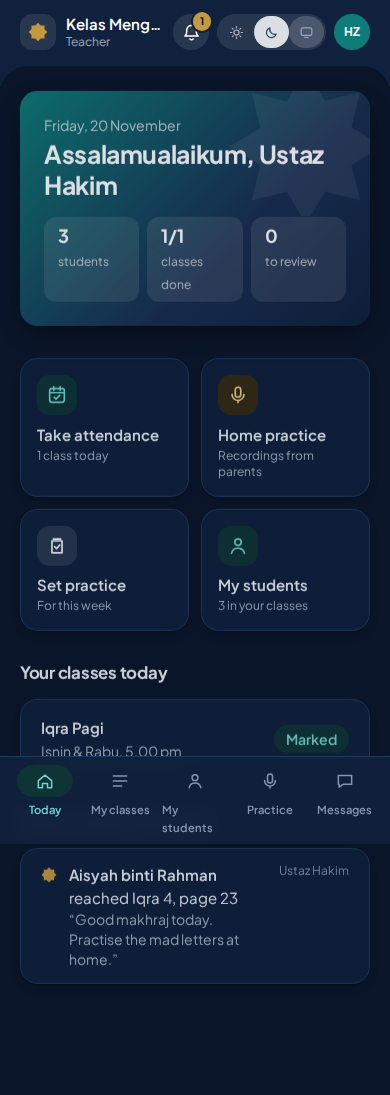 Kelas Meng…
Teacher
1
HZ
Friday, 20 November
Assalamualaikum, Ustaz
Hakim
3
students
1/1
classes
done
0
to review
Take attendance
1 class today
Home practice
Recordings from
parents
Set practice
For this week
My students
3 in your classes
Your classes today
Iqra Pagi
Isnin & Rabu, 5.00 pm
Marked
Today
My classes
My
students
Practice
Messages
Aisyah binti Rahman
reached Iqra 4, page 23
Ustaz Hakim
“Good makhraj today.
Practise the mad letters at
home.”